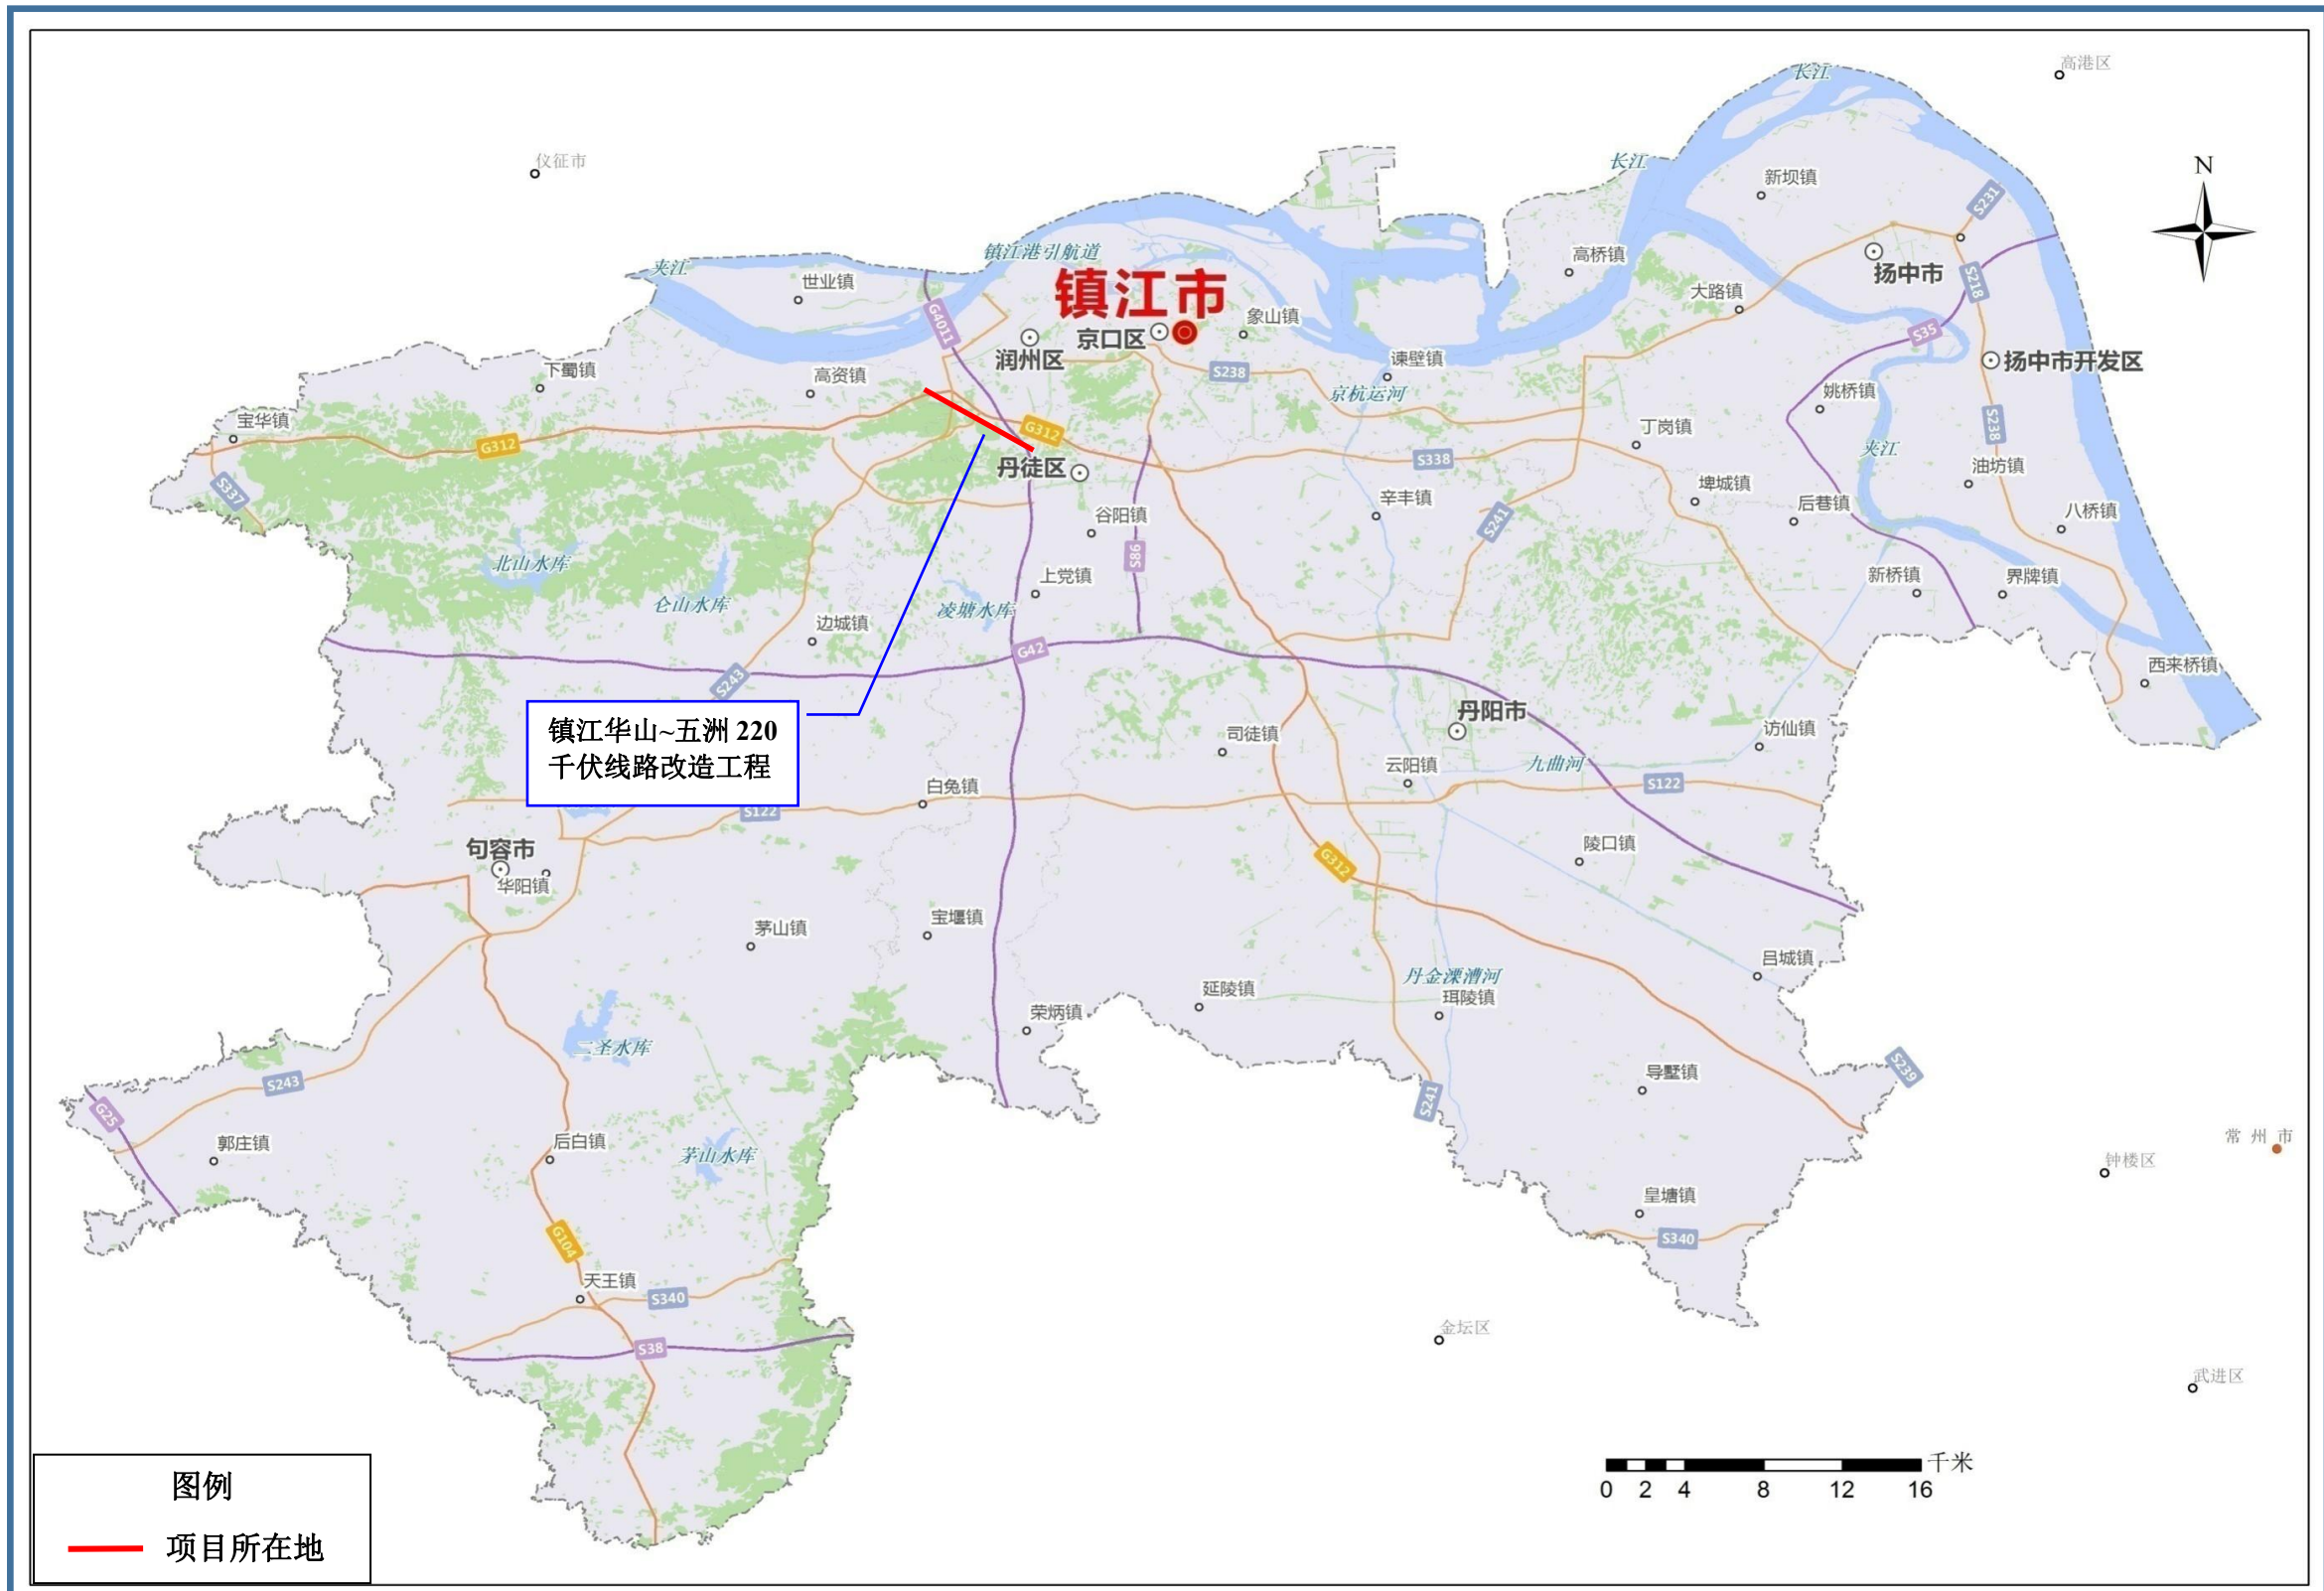 高港区
长江
仪征市
长江
新坝镇
N
S231
镇江港引航道
高桥镇
夹江
世业镇
扬中市
S218
镇江市
大路镇
G4011
象山镇
京口区
润州区
S35
扬中市开发区
谏壁镇
下蜀镇
高资镇
S238
京杭运河
姚桥镇
宝华镇
G312
G312
丁岗镇
S238
夹江
丹徒区
S338
油坊镇
S337
辛丰镇
埤城镇
后巷镇
谷阳镇
S241
八桥镇
S86
北山水库
上党镇
新桥镇
界牌镇
仑山水库
凌塘水库
边城镇
G42
西来桥镇
S243
丹阳市
镇江华山~五洲 220
千伏线路改造工程
司徒镇
访仙镇
云阳镇
九曲河
白兔镇
S122
S122
句容市
陵口镇
G312
华阳镇
茅山镇
宝堰镇
吕城镇
丹金溧漕河
延陵镇
珥陵镇
荣炳镇
二圣水库
S239
导墅镇
S243
S241
G25
郭庄镇
后白镇
茅山水库
常州市
钟楼区
皇塘镇
G104
S340
天王镇
S340
金坛区
S38
武进区
千米
0 2 4 8 12 16
图例
项目所在地